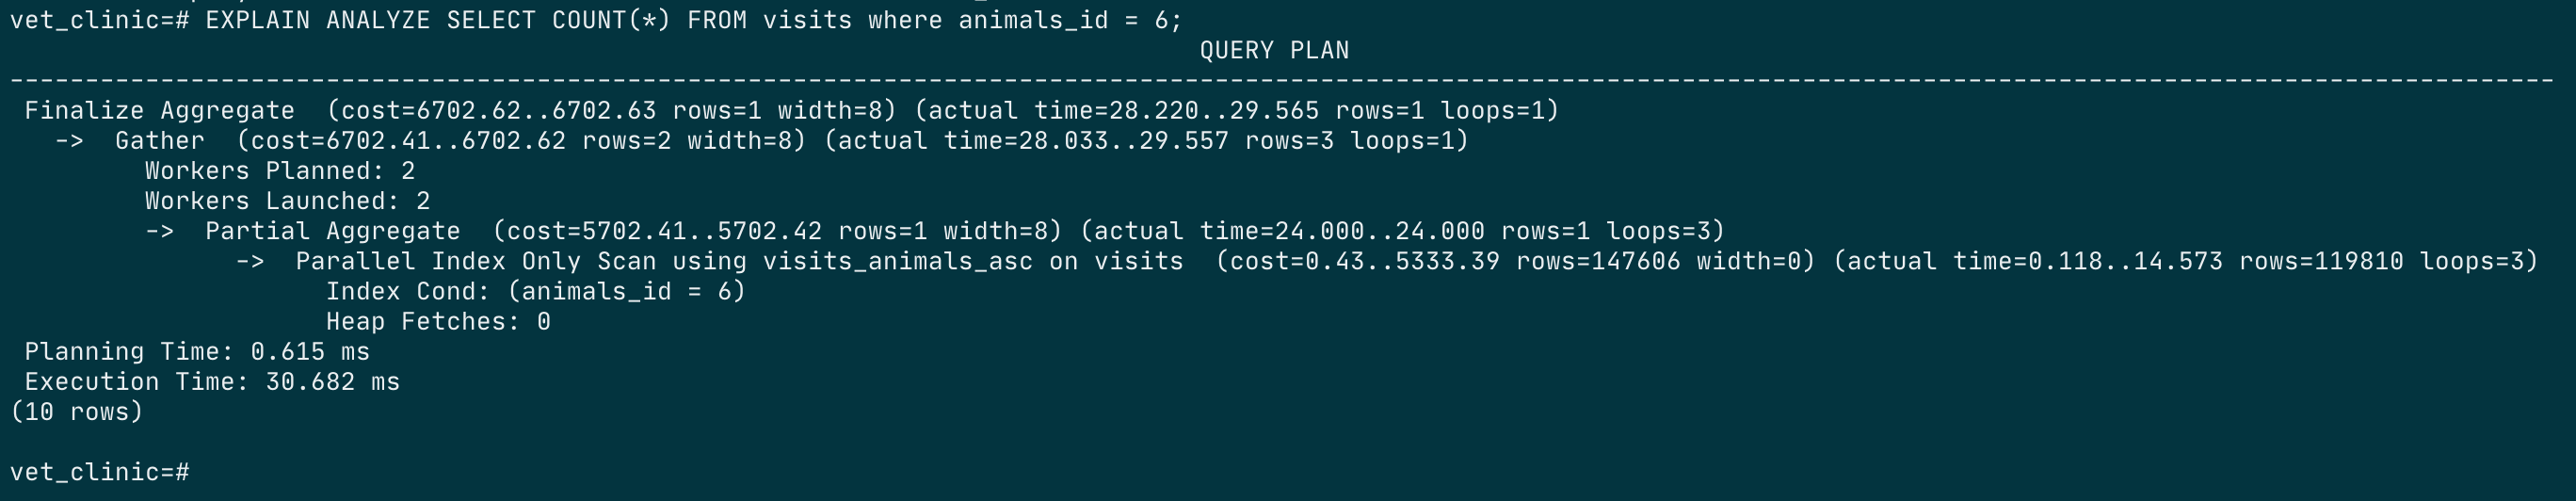 vet_clinic=# EXPLAIN ANALYZE SELECT COUNT(*) FROM visits where animals_id = 6;
QUERY PLAN
--------------------------------------------------------------------------------------------------------------------------------------------------------------------------
Finalize Aggregate  (cost=6702.62..6702.63 rows=1 width=8) (actual time=28.220..29.565 rows=1 loops=1)
->  Gather  (cost=6702.41..6702.62 rows=2 width=8) (actual time=28.033..29.557 rows=3 loops=1)
Workers Planned: 2
Workers Launched: 2
->  Partial Aggregate  (cost=5702.41..5702.42 rows=1 width=8) (actual time=24.000..24.000 rows=1 loops=3)
->  Parallel Index Only Scan using visits_animals_asc on visits  (cost=0.43..5333.39 rows=147606 width=0) (actual time=0.118..14.573 rows=119810 loops=3)
Index Cond: (animals_id = 6)
Heap Fetches: 0
Planning Time: 0.615 ms
Execution Time: 30.682 ms
(10 rows)
vet_clinic=#